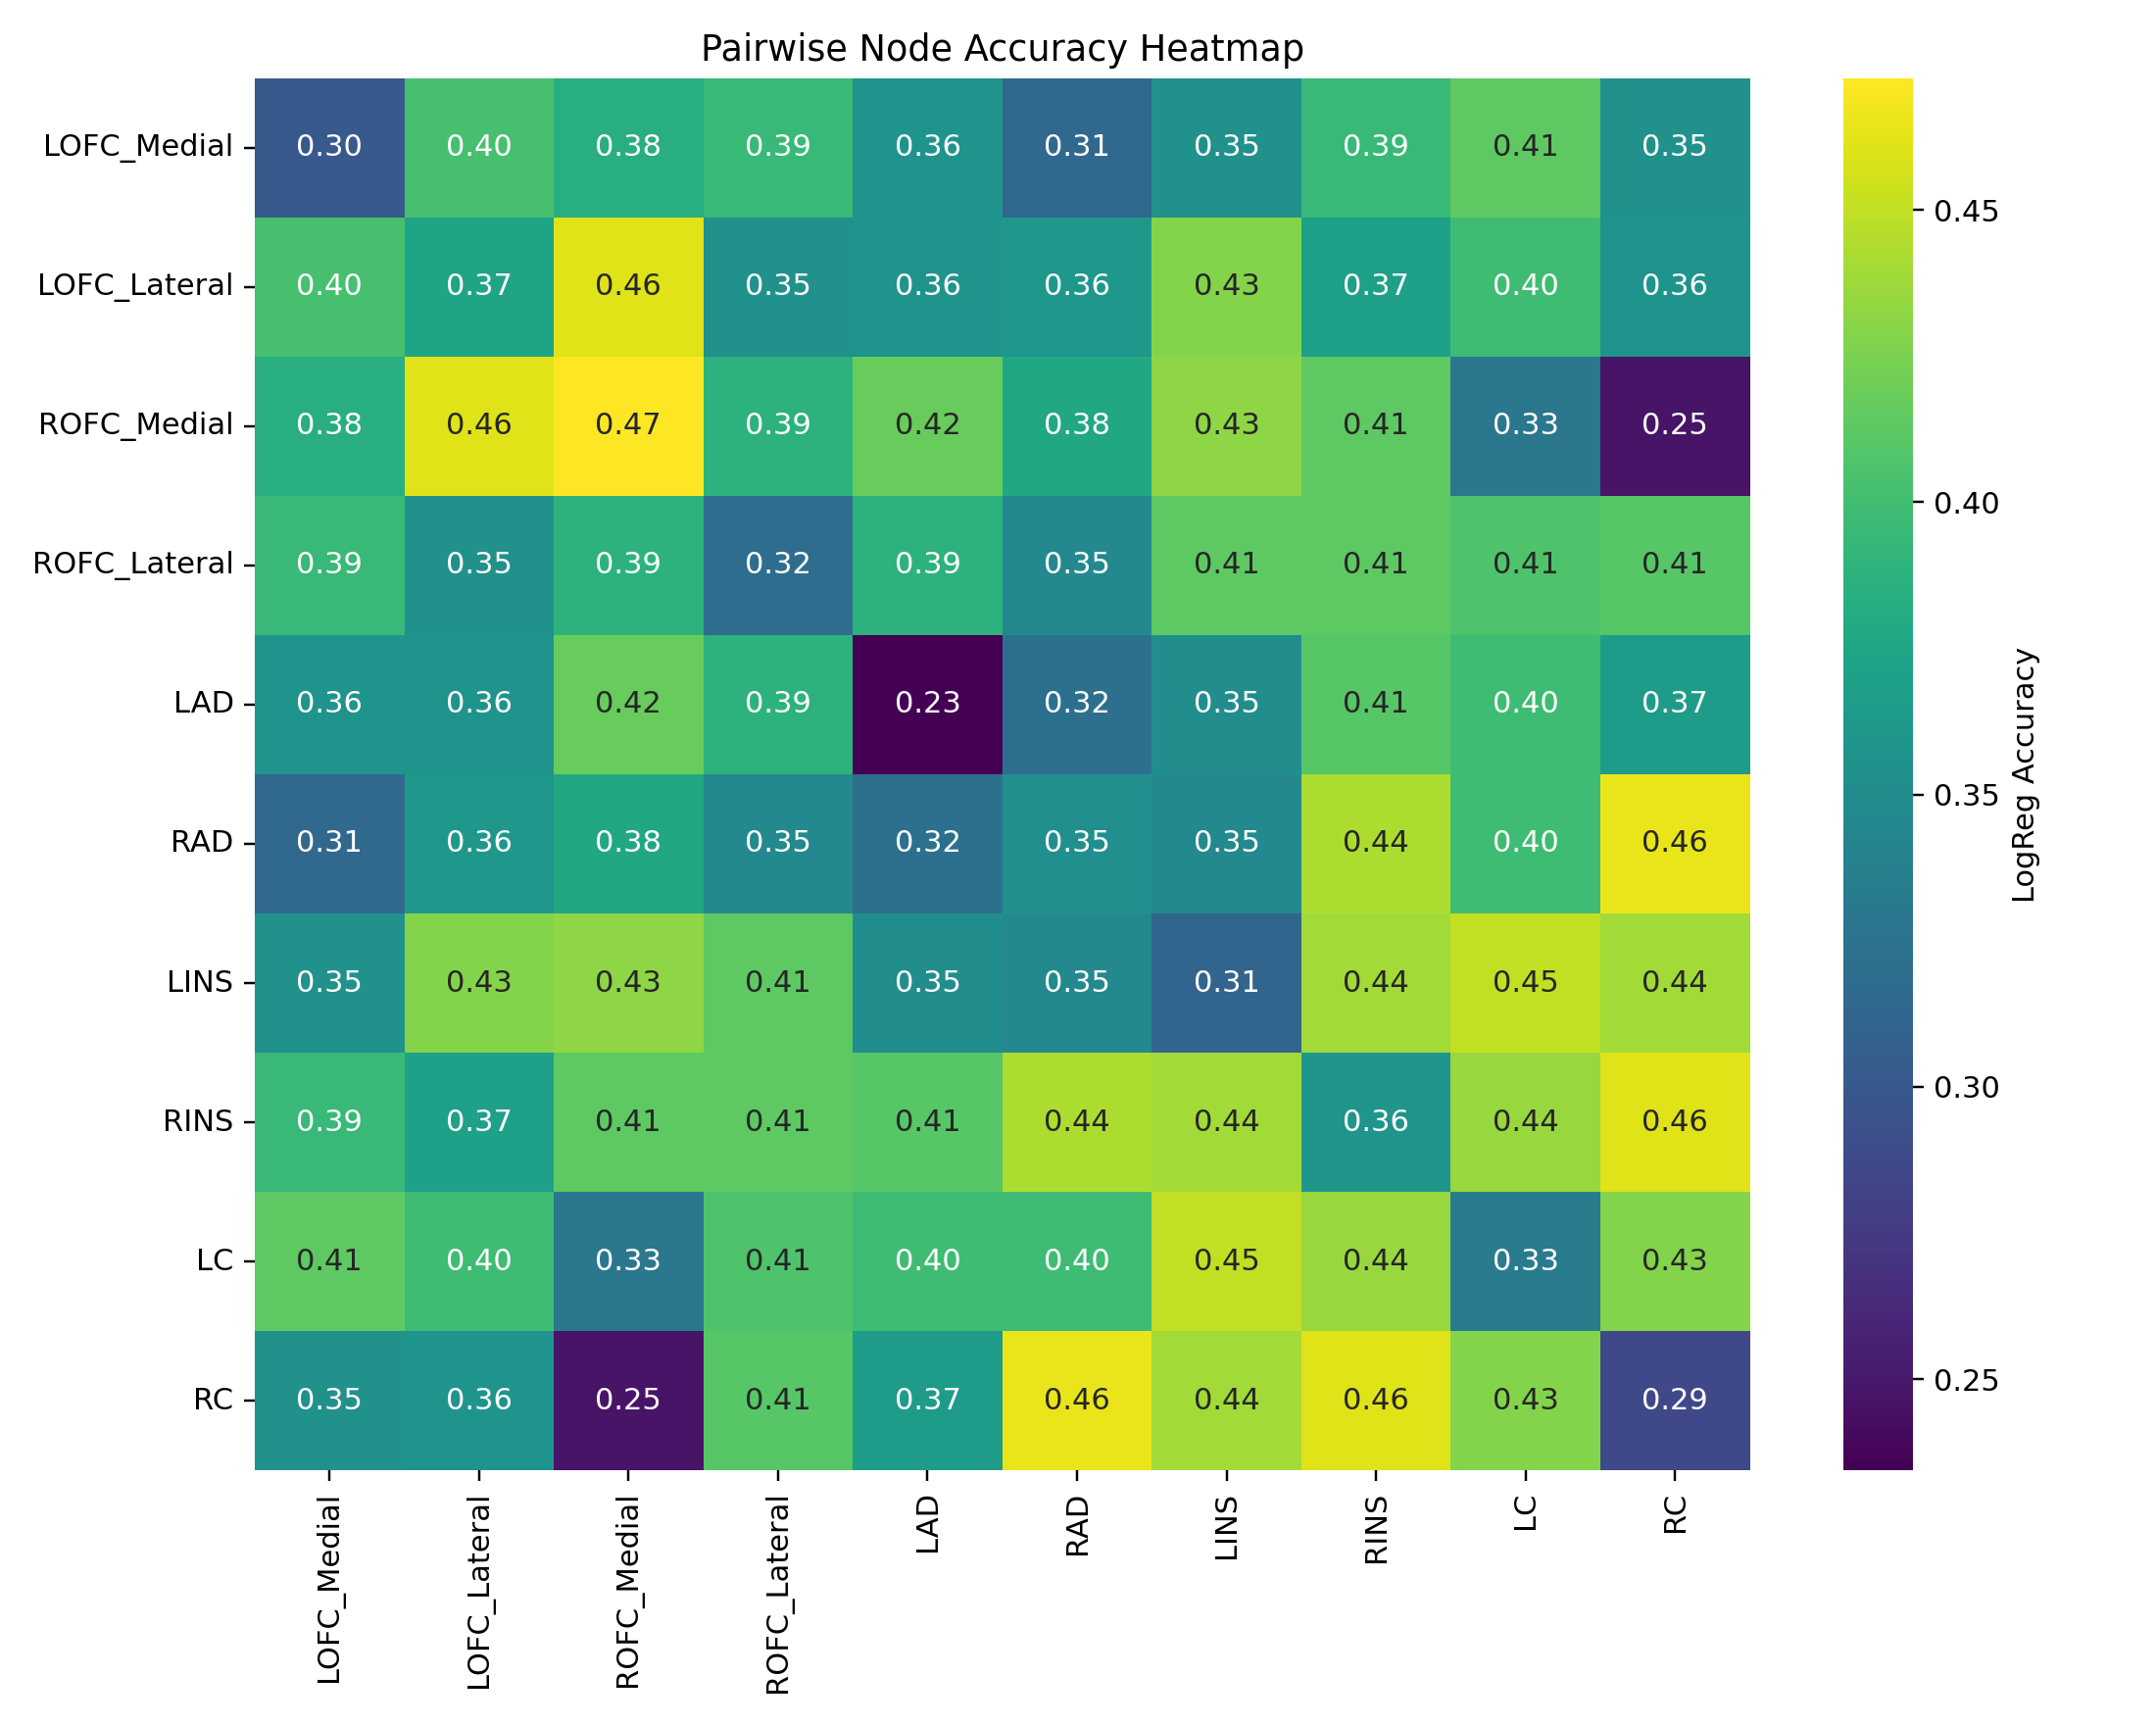 Pairwise Node Accuracy Heatmap
LOFC_Medial 0.30 0.40 0.38 0.39 0.36 0.31 0.35 0.39 0.41 0.35
LOFC_Lateral 0.40 0.37 0.46 0.35 0.36 0.36 0.43 0.37 0.40 0.36
ROFC_Medial 0.38 0.46 0.47 0.39 0.42 0.38 0.43 0.41 0.33 0.25
ROFC_Lateral 0.39 0.35 0.39 0.32 0.39 0.35 0.41 0.41 0.41 0.41
LAD 0.36 0.36 0.42 0.39 0.23 0.32 0.35 0.41 0.40 0.37
RAD 0.31 0.36 0.38 0.35 0.32 0.35 0.35 0.44 0.40 0.46
LINS 0.35 0.43 0.43 0.41 0.35 0.35 0.31 0.44 0.45 0.44
RINS 0.39 0.37 0.41 0.41 0.41 0.44 0.44 0.36 0.44 0.46
LC 0.41 0.40 0.33 0.41 0.40 0.40 0.45 0.44 0.33 0.43
RC 0.35 0.36 0.25 0.41 0.37 0.46 0.44 0.46 0.43 0.29
LOFC_Medial LOFC_Lateral ROFC_Medial ROFC_Lateral LAD RAD LINS RINS LC RC
0.45
0.40
0.35
0.30
0.25
LogReg Accuracy